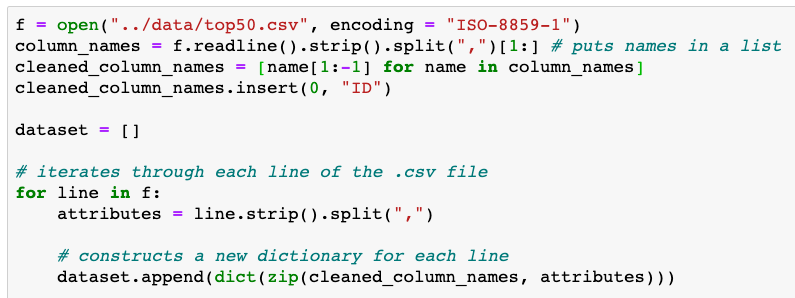 f = open("../data/top50.csv", encoding = "ISO-8859-1")
column_names = f.readline().strip().split(",")[1:] # puts names in a list
cleaned_column_names = [name[1:-1] for name in column_names]
cleaned_column_names.insert(0, "ID")

dataset = []

# iterates through each line of the .csv file
for line in f:
    attributes = line.strip().split(",")

    # constructs a new dictionary for each line
    dataset.append(dict(zip(cleaned_column_names, attributes)))